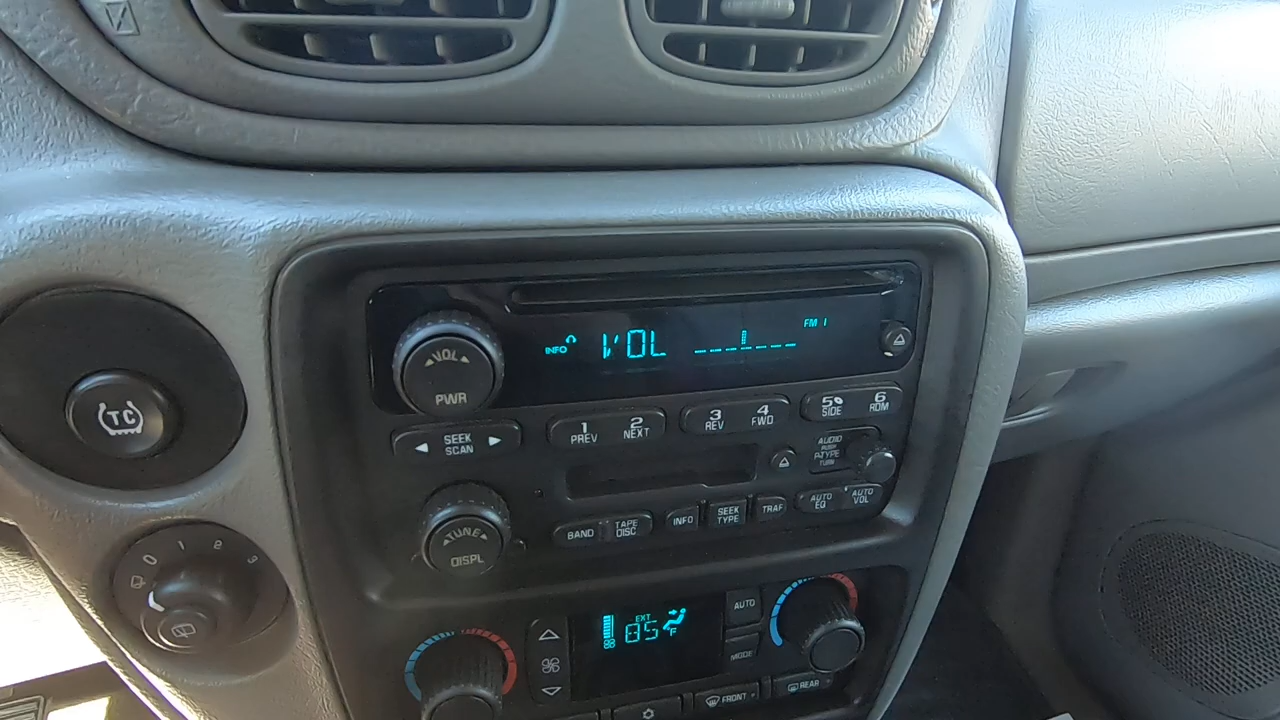 FM 1
INFO VOL
VOL
PWR
SEEK
SCAN
1
PREV
2
NEXT
3
REV
4
FWD
5
SIDE
6
RDM
AUDIO
PUSH
P-TYPE
TURN
TC
TUNE
DISPL
BAND
TAPE
DISC
INFO
SEEK
TYPE
TRAF
AUTO
EQ
AUTO
VOL
0 1 2 3
EXT
85 °F
AUTO
MODE
FRONT
REAR